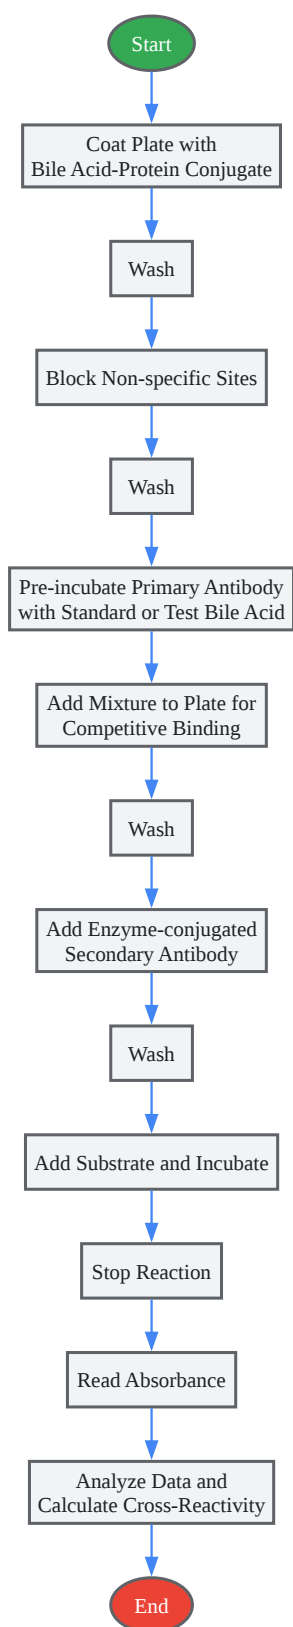 Start
Coat Plate with
Bile Acid-Protein Conjugate
Wash
Block Non-specific Sites
Wash
Pre-incubate Primary Antibody
with Standard or Test Bile Acid
Add Mixture to Plate for
Competitive Binding
Wash
Add Enzyme-conjugated
Secondary Antibody
Wash
Add Substrate and Incubate
Stop Reaction
Read Absorbance
Analyze Data and
Calculate Cross-Reactivity
End